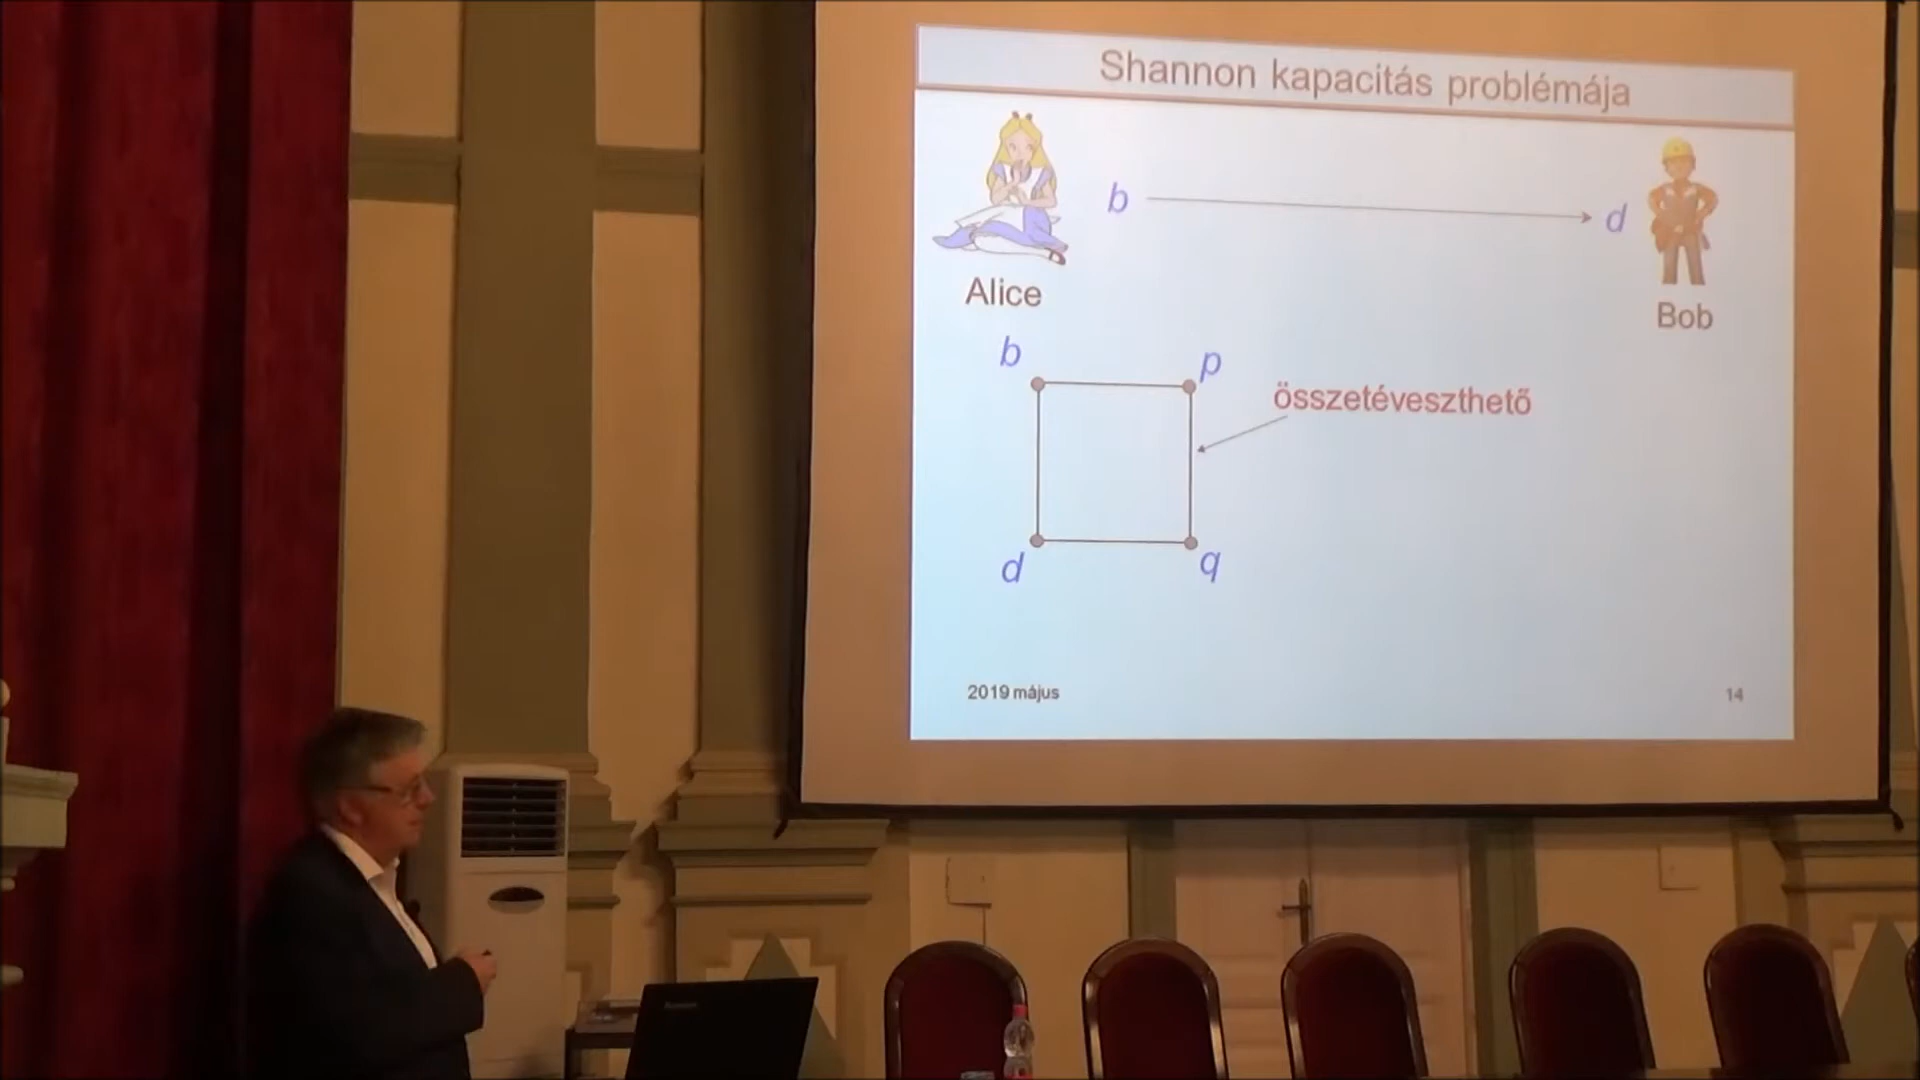 Shannon kapacitás problémája
b
d
Alice
Bob
b
p
összetéveszthető
d
q
2019 május
14